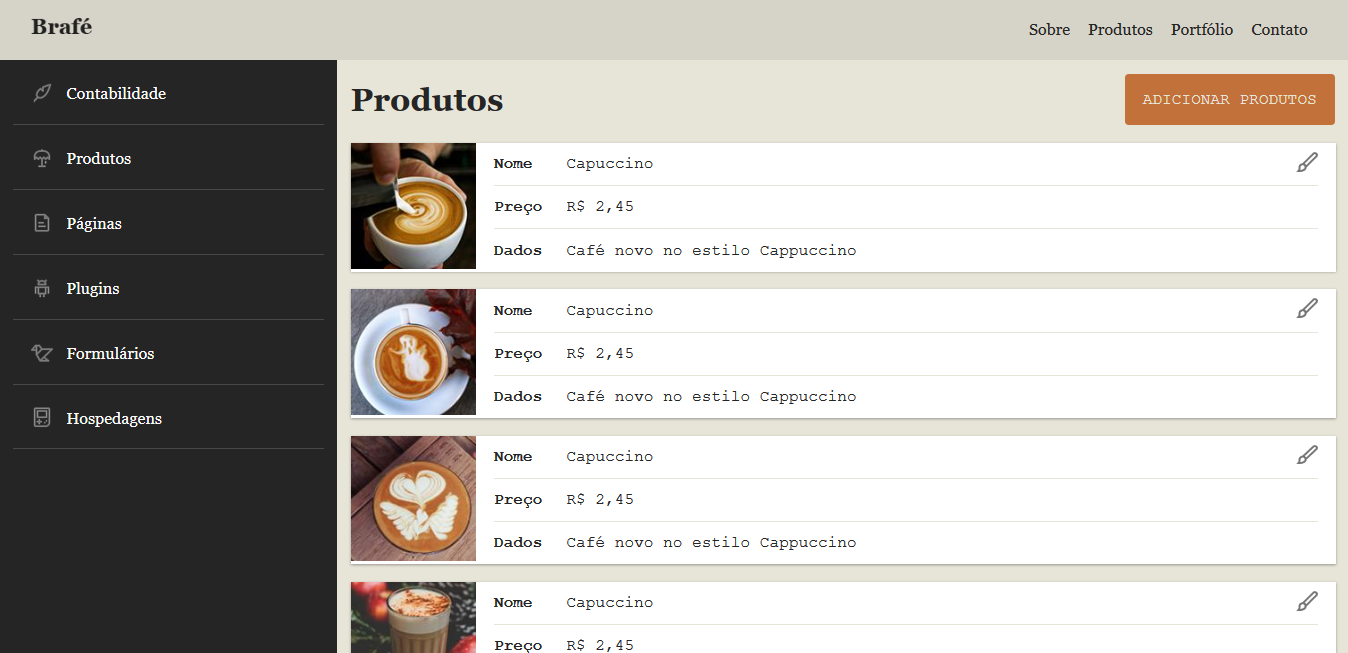 Brafé
Sobre Produtos Portfólio Contato
Contabilidade
Produtos
Páginas
Plugins
Formulários
Hospedagens
Produtos
ADICIONAR PRODUTOS
Nome Capuccino
Preço R$ 2,45
Dados Café novo no estilo Cappuccino
Nome Capuccino
Preço R$ 2,45
Dados Café novo no estilo Cappuccino
Nome Capuccino
Preço R$ 2,45
Dados Café novo no estilo Cappuccino
Nome Capuccino
Preço R$ 2,45